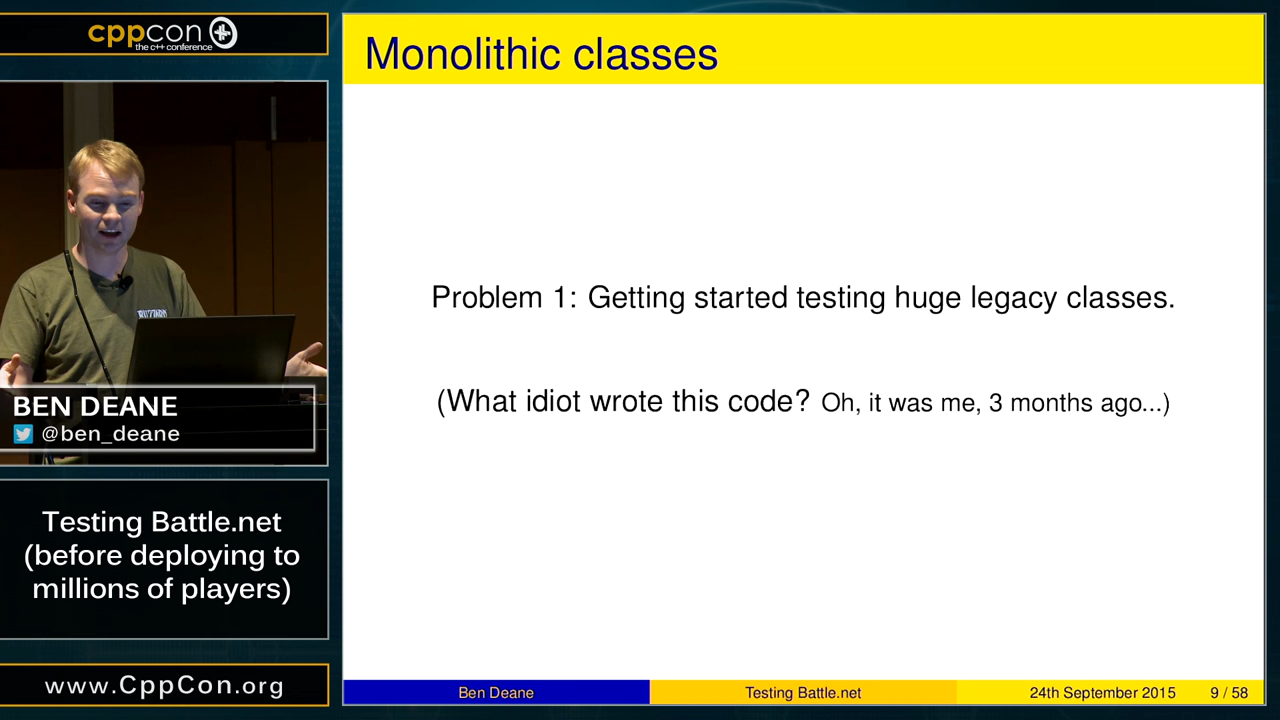 cppcon
the c++ conference
BLIZZARD
BEN DEANE
@ben_deane
Testing Battle.net
(before deploying to
millions of players)
www.CppCon.org
Monolithic classes
Problem 1: Getting started testing huge legacy classes.
(What idiot wrote this code? Oh, it was me, 3 months ago...)
Ben Deane
Testing Battle.net
24th September 2015
9 / 58